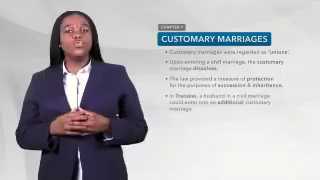 CHAPTER 9
CUSTOMARY MARRIAGES
• Customary marriages were regarded as 'unions'.
• Upon entering a civil marriage, the customary
marriage dissolves.
• The law provided a measure of protection
for the purposes of succession & inheritance.
• In Transkei, a husband in a civil marriage
could enter into an additional customary
marriage